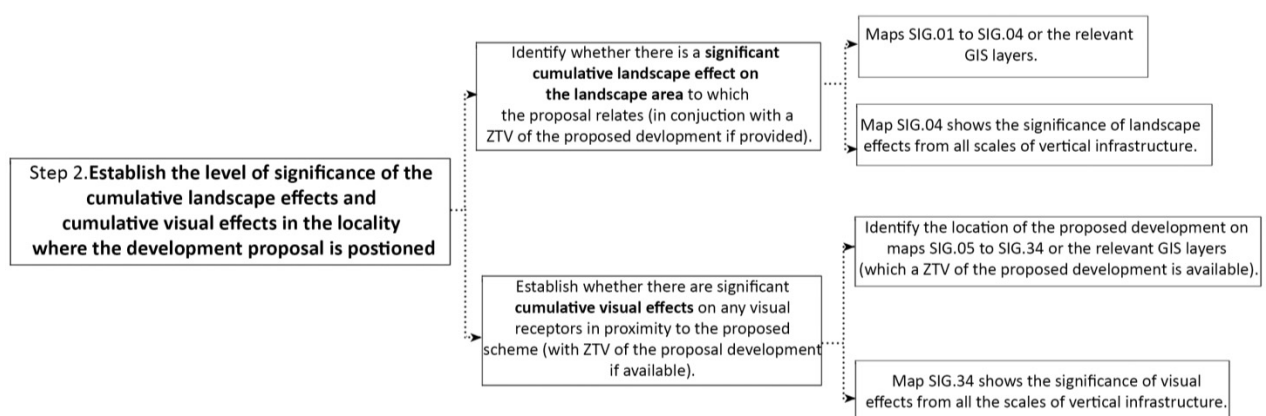 Step 2.Establish the level of significance of the
cumulative landscape effects and
cumulative visual effects in the locality
where the development proposal is postioned
Identify whether there is a significant
cumulative landscape effect on
the landscape area to which
the proposal relates (in conjuction with a
ZTV of the proposed devlopment if provided).
Maps SIG.01 to SIG.04 or the relevant
GIS layers.
Map SIG.04 shows the significance of landscape
effects from all scales of vertical infrastructure.
Establish whether there are significant
cumulative visual effects on any visual
receptors in proximity to the proposed
scheme (with ZTV of the proposal development
if available).
Identify the location of the proposed development on
maps SIG.05 to SIG.34 or the relevant GIS layers
(which a ZTV of the proposed development is available).
Map SIG.34 shows the significance of visual
effects from all the scales of vertical infrastructure.